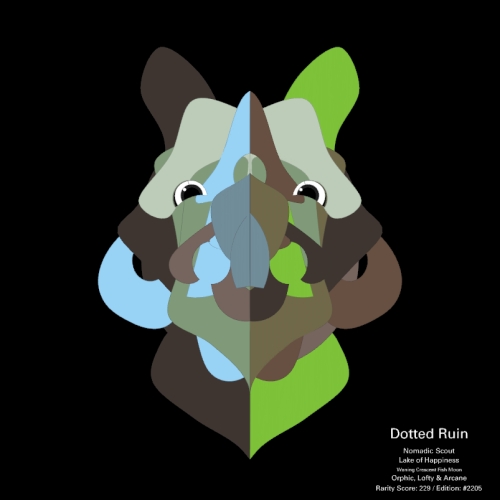 Dotted Ruin
Nomadic Scout
Lake of Happiness
Waning Crescent Fish Moon
Orphic, Lofty & Arcane
Rarity Score: 229 / Edition: #2205